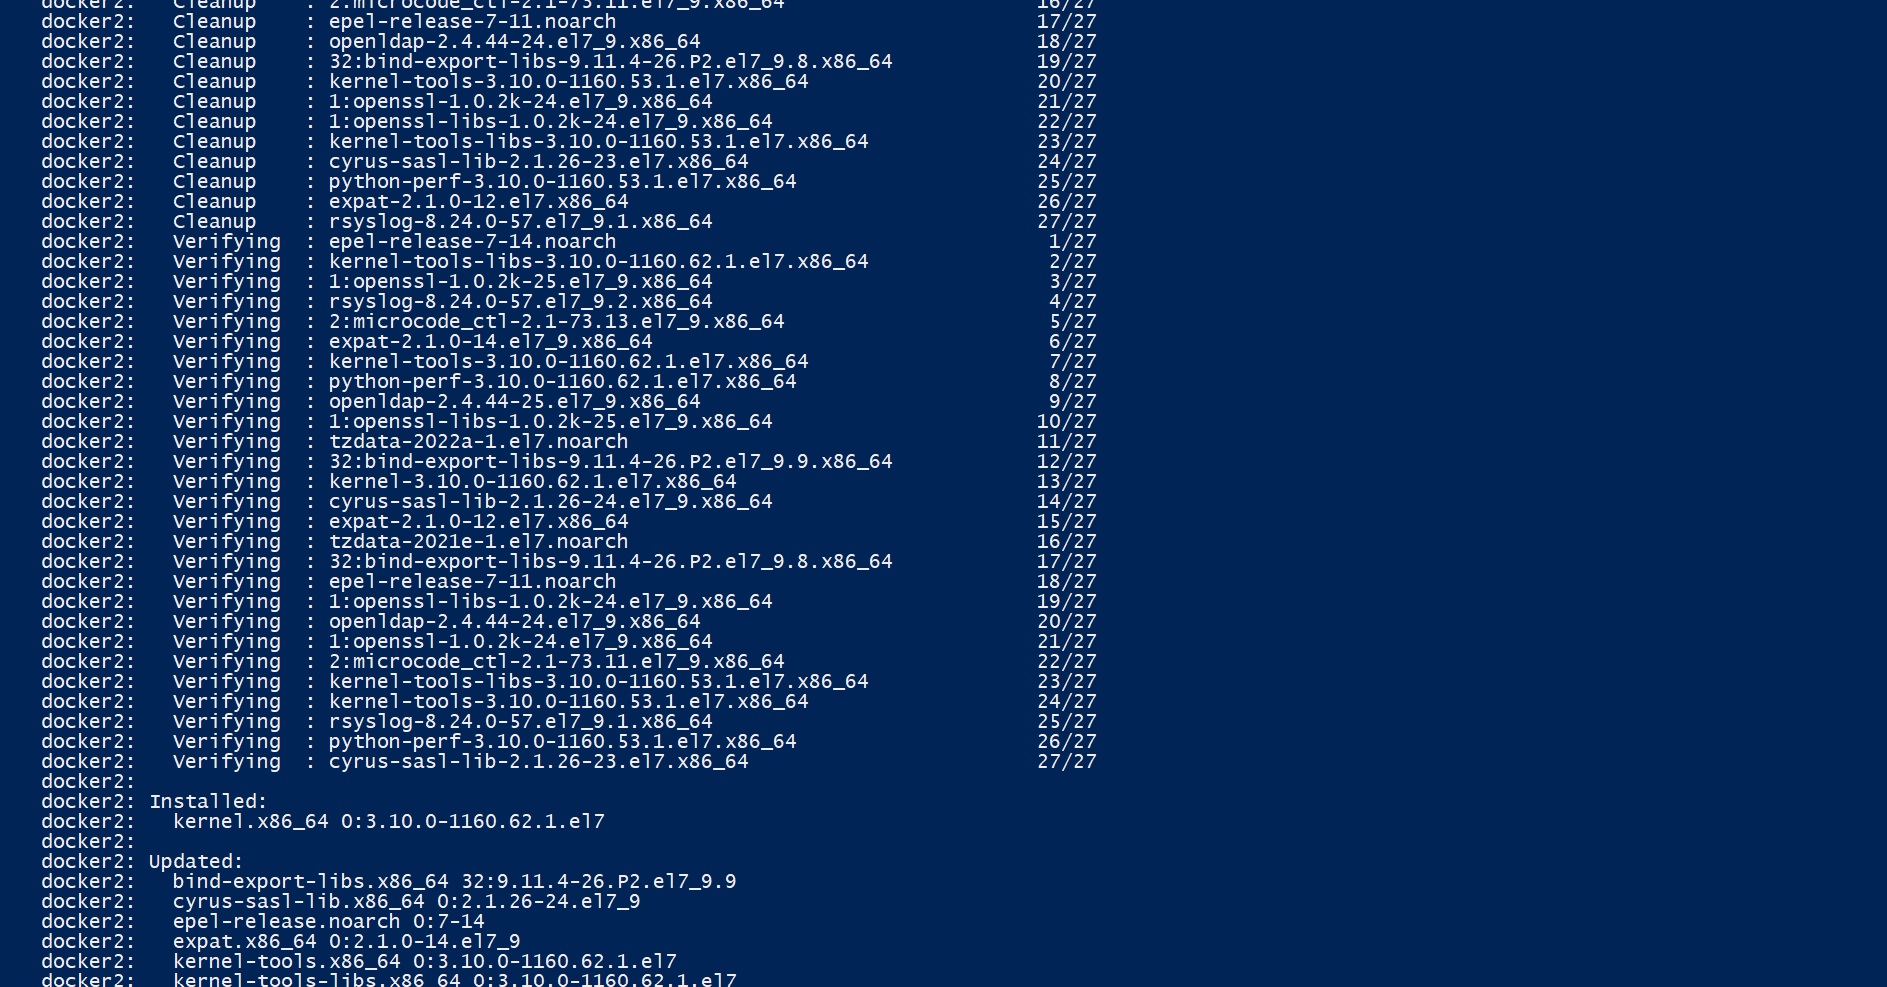 docker2:   Cleanup    : 2:microcode_ctl-2.1-73.11.el7_9.x86_64                     16/27
docker2:   Cleanup    : epel-release-7-11.noarch                                   17/27
docker2:   Cleanup    : openldap-2.4.44-24.el7_9.x86_64                            18/27
docker2:   Cleanup    : 32:bind-export-libs-9.11.4-26.P2.el7_9.8.x86_64            19/27
docker2:   Cleanup    : kernel-tools-3.10.0-1160.53.1.el7.x86_64                   20/27
docker2:   Cleanup    : 1:openssl-1.0.2k-24.el7_9.x86_64                           21/27
docker2:   Cleanup    : 1:openssl-libs-1.0.2k-24.el7_9.x86_64                      22/27
docker2:   Cleanup    : kernel-tools-libs-3.10.0-1160.53.1.el7.x86_64              23/27
docker2:   Cleanup    : cyrus-sasl-lib-2.1.26-23.el7.x86_64                        24/27
docker2:   Cleanup    : python-perf-3.10.0-1160.53.1.el7.x86_64                    25/27
docker2:   Cleanup    : expat-2.1.0-12.el7.x86_64                                  26/27
docker2:   Cleanup    : rsyslog-8.24.0-57.el7_9.1.x86_64                           27/27
docker2:   Verifying  : epel-release-7-14.noarch                                    1/27
docker2:   Verifying  : kernel-tools-libs-3.10.0-1160.62.1.el7.x86_64               2/27
docker2:   Verifying  : 1:openssl-1.0.2k-25.el7_9.x86_64                            3/27
docker2:   Verifying  : rsyslog-8.24.0-57.el7_9.2.x86_64                            4/27
docker2:   Verifying  : 2:microcode_ctl-2.1-73.13.el7_9.x86_64                      5/27
docker2:   Verifying  : expat-2.1.0-14.el7_9.x86_64                                 6/27
docker2:   Verifying  : kernel-tools-3.10.0-1160.62.1.el7.x86_64                    7/27
docker2:   Verifying  : python-perf-3.10.0-1160.62.1.el7.x86_64                     8/27
docker2:   Verifying  : openldap-2.4.44-25.el7_9.x86_64                             9/27
docker2:   Verifying  : 1:openssl-libs-1.0.2k-25.el7_9.x86_64                      10/27
docker2:   Verifying  : tzdata-2022a-1.el7.noarch                                  11/27
docker2:   Verifying  : 32:bind-export-libs-9.11.4-26.P2.el7_9.9.x86_64            12/27
docker2:   Verifying  : kernel-3.10.0-1160.62.1.el7.x86_64                         13/27
docker2:   Verifying  : cyrus-sasl-lib-2.1.26-24.el7_9.x86_64                      14/27
docker2:   Verifying  : expat-2.1.0-12.el7.x86_64                                  15/27
docker2:   Verifying  : tzdata-2021e-1.el7.noarch                                  16/27
docker2:   Verifying  : 32:bind-export-libs-9.11.4-26.P2.el7_9.8.x86_64            17/27
docker2:   Verifying  : epel-release-7-11.noarch                                   18/27
docker2:   Verifying  : 1:openssl-libs-1.0.2k-24.el7_9.x86_64                      19/27
docker2:   Verifying  : openldap-2.4.44-24.el7_9.x86_64                            20/27
docker2:   Verifying  : 1:openssl-1.0.2k-24.el7_9.x86_64                           21/27
docker2:   Verifying  : 2:microcode_ctl-2.1-73.11.el7_9.x86_64                     22/27
docker2:   Verifying  : kernel-tools-libs-3.10.0-1160.53.1.el7.x86_64              23/27
docker2:   Verifying  : kernel-tools-3.10.0-1160.53.1.el7.x86_64                   24/27
docker2:   Verifying  : rsyslog-8.24.0-57.el7_9.1.x86_64                           25/27
docker2:   Verifying  : python-perf-3.10.0-1160.53.1.el7.x86_64                    26/27
docker2:   Verifying  : cyrus-sasl-lib-2.1.26-23.el7.x86_64                        27/27
docker2:
docker2: Installed:
docker2:   kernel.x86_64 0:3.10.0-1160.62.1.el7
docker2:
docker2: Updated:
docker2:   bind-export-libs.x86_64 32:9.11.4-26.P2.el7_9.9
docker2:   cyrus-sasl-lib.x86_64 0:2.1.26-24.el7_9
docker2:   epel-release.noarch 0:7-14
docker2:   expat.x86_64 0:2.1.0-14.el7_9
docker2:   kernel-tools.x86_64 0:3.10.0-1160.62.1.el7
docker2:   kernel-tools-libs.x86_64 0:3.10.0-1160.62.1.el7